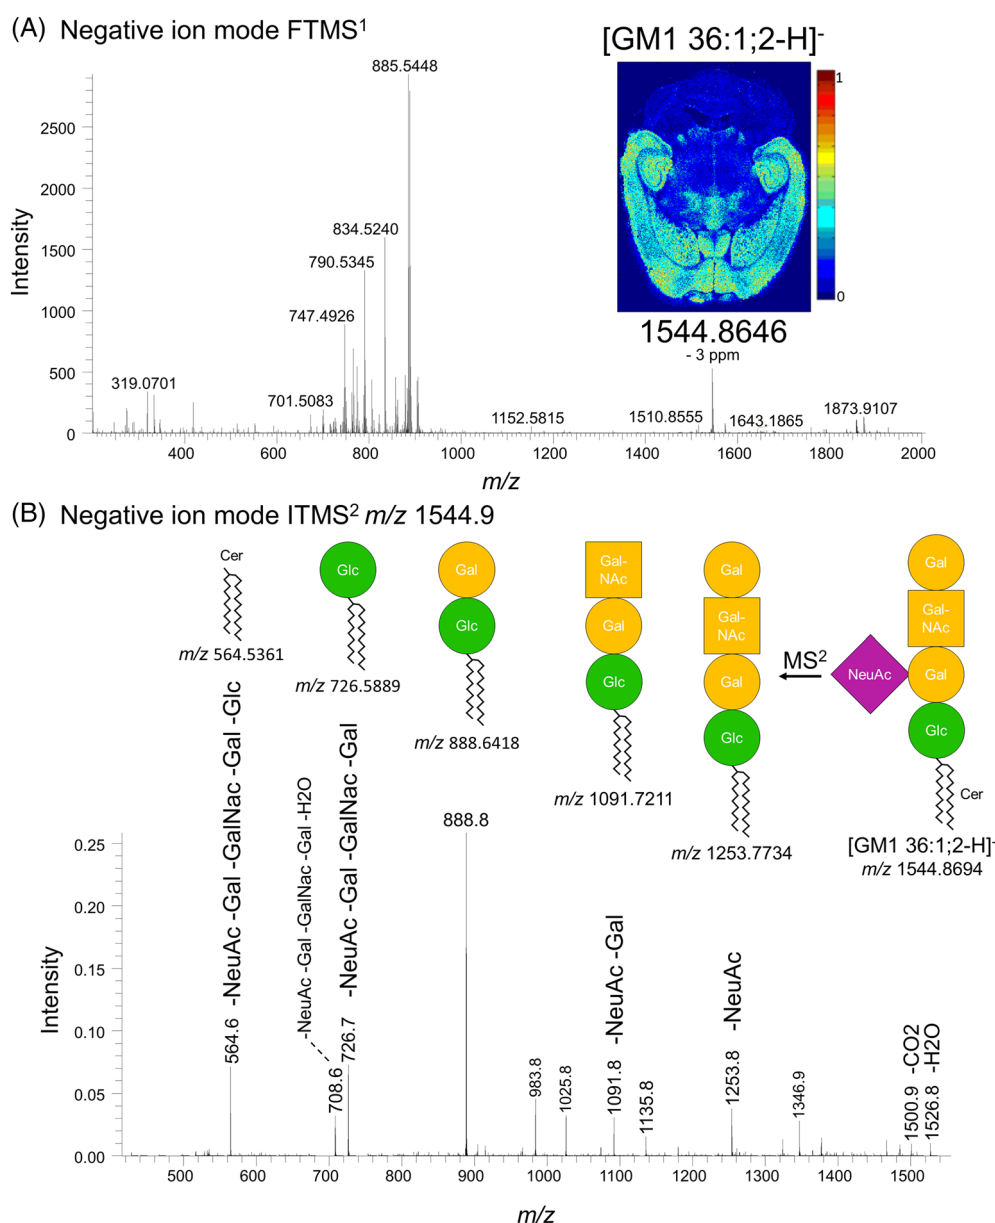 (A) Negative ion mode FTMS¹
[GM1 36:1;2-H]⁻
885.5448
834.5240
790.5345
747.4926
319.0701
701.5083
1152.5815
1510.8555
1643.1865
1873.9107
1544.8646
- 3 ppm
1
0
Intensity
2500
2000
1500
1000
500
0
400 600 800 1000 1200 1400 1600 1800 2000
m/z
(B) Negative ion mode ITMS² m/z 1544.9
Cer
m/z 564.5361
Glc
m/z 726.5889
Gal
Glc
m/z 888.6418
Gal-
NAc
Gal
Glc
m/z 1091.7211
Gal
Gal-
NAc
Gal
Glc
m/z 1253.7734
MS²
NeuAc
Gal
Gal-
NAc
Gal
Glc
Cer
[GM1 36:1;2-H]⁻
m/z 1544.8694
564.6 -NeuAc -Gal -GalNac -Gal -Glc
-NeuAc -Gal -GalNac -Gal -H2O
708.6
726.7 -NeuAc -Gal -GalNac -Gal
888.8
983.8
1025.8
1091.8 -NeuAc -Gal
1135.8
1253.8 -NeuAc
1346.9
1500.9 -CO2
1526.8 -H2O
Intensity
0.25
0.20
0.15
0.10
0.05
0.00
500 600 700 800 900 1000 1100 1200 1300 1400 1500
m/z